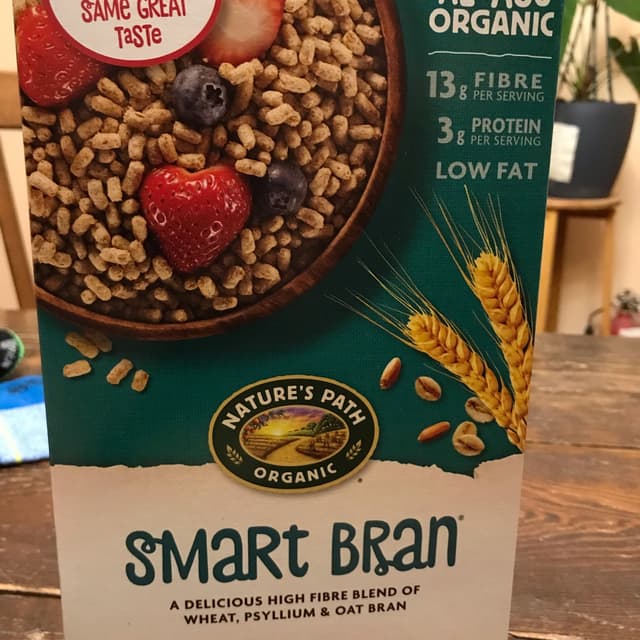 SAME GREAT
TASTE
ORGANIC
13g FIBRE
PER SERVING
3g PROTEIN
PER SERVING
LOW FAT
NATURE'S PATH
ORGANIC
SMART BRAN
A DELICIOUS HIGH FIBRE BLEND OF
WHEAT, PSYLLIUM & OAT BRAN